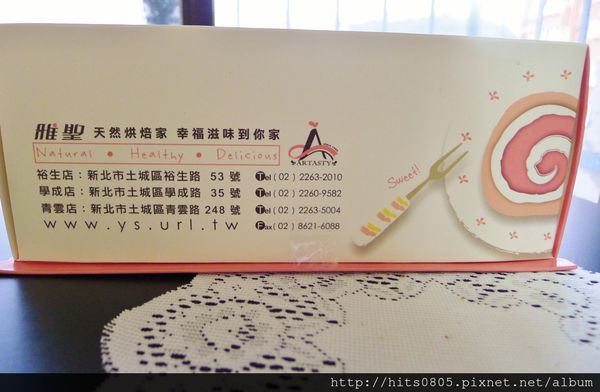 雅聖 天然烘焙家 幸福滋味到你家
Natural • Healthy • Delicious
ARTASTY
裕生店：新北市土城區裕生路 53 號 Tel (02) 2263-2010
學成店：新北市土城區學成路 35 號 Tel (02) 2260-9582
青雲店：新北市土城區青雲路 248 號 Tel (02) 2263-5004
www.ys.url.tw Fax (02) 8621-6088
Sweet!
http://hits0805.pixnet.net/album